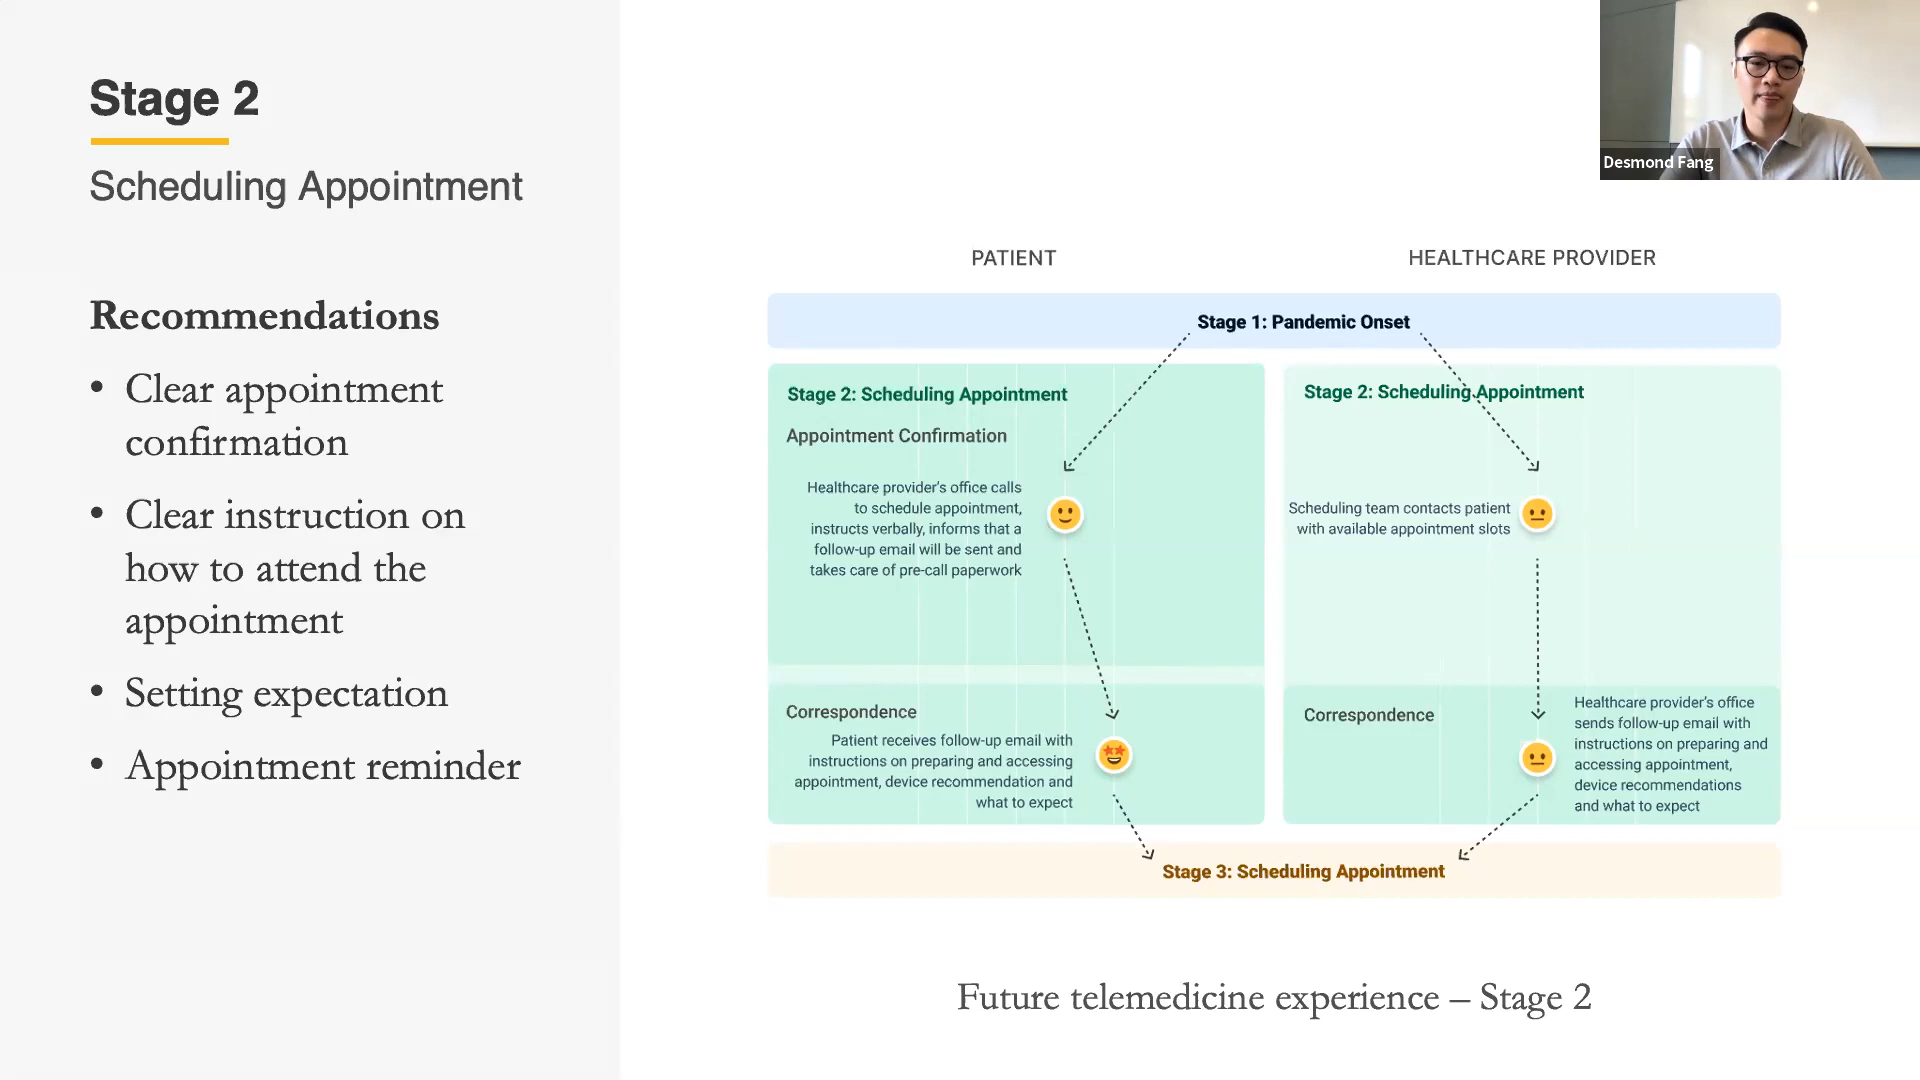 Stage 2
Scheduling Appointment
Recommendations
• Clear appointment
confirmation
• Clear instruction on
how to attend the
appointment
• Setting expectation
• Appointment reminder
Desmond Fang
PATIENT
HEALTHCARE PROVIDER
Stage 1: Pandemic Onset
Stage 2: Scheduling Appointment
Appointment Confirmation
Healthcare provider's office calls
to schedule appointment,
instructs verbally, informs that a
follow-up email will be sent and
takes care of pre-call paperwork
Correspondence
Patient receives follow-up email with
instructions on preparing and accessing
appointment, device recommendation and
what to expect
Stage 2: Scheduling Appointment
Scheduling team contacts patient
with available appointment slots
Correspondence
Healthcare provider's office
sends follow-up email with
instructions on preparing and
accessing appointment,
device recommendations
and what to expect
Stage 3: Scheduling Appointment
Future telemedicine experience – Stage 2